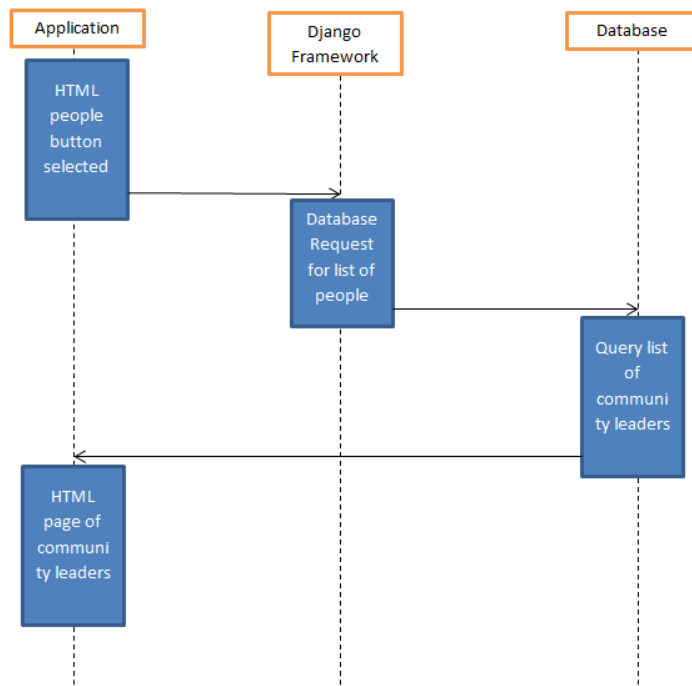 Application
Django
Framework
Database
HTML
people
button
selected
Database
Request
for list of
people
Query list
of
communi
ty leaders
HTML
page of
communi
ty leaders